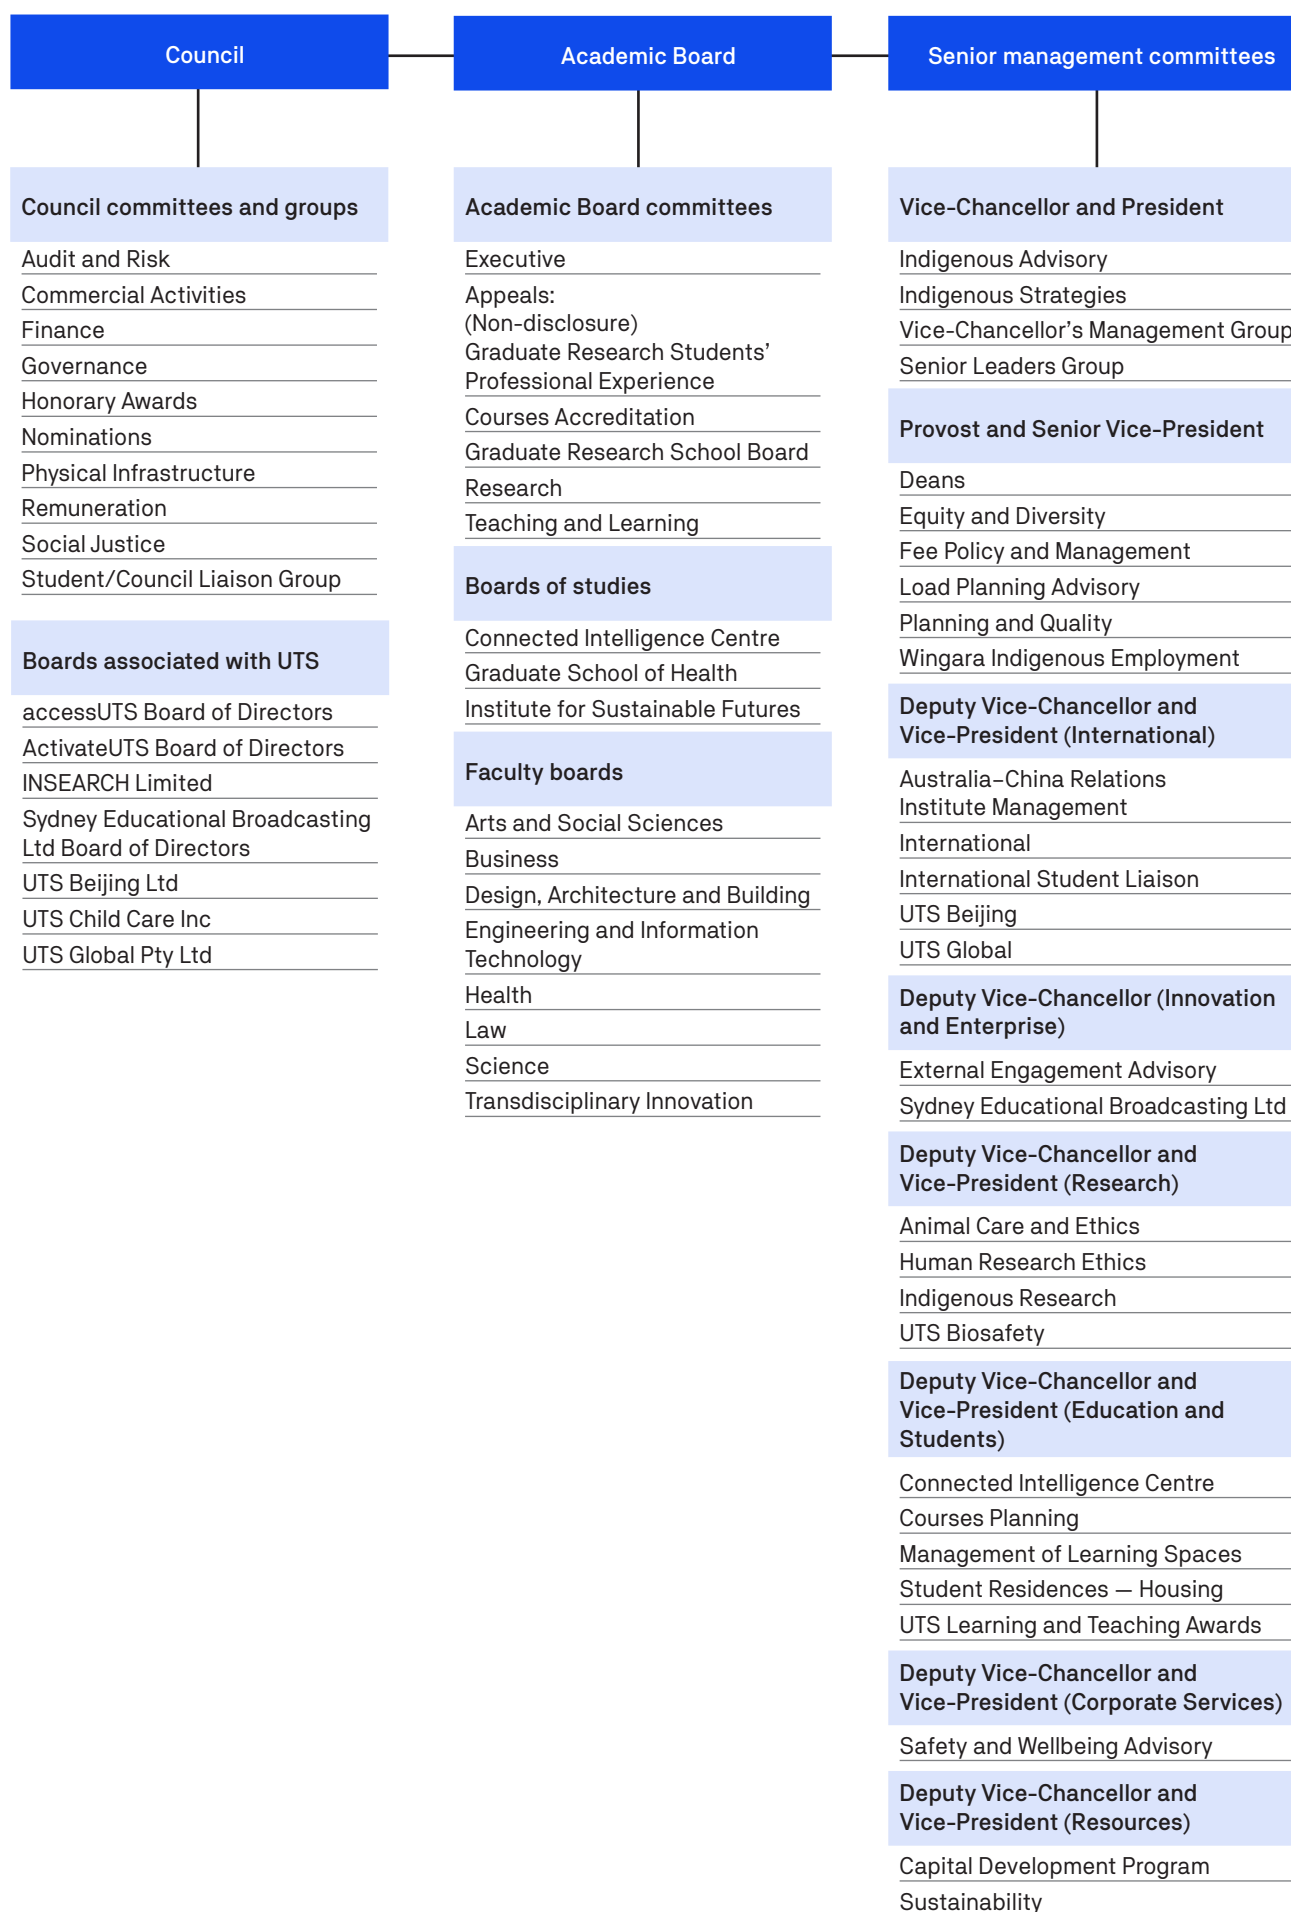 Council
Council committees and groups
Audit and Risk
Commercial Activities
Finance
Governance
Honorary Awards
Nominations
Physical Infrastructure
Remuneration
Social Justice
Student/Council Liaison Group
Boards associated with UTS
accessUTS Board of Directors
ActivateUTS Board of Directors
INSEARCH Limited
Sydney Educational Broadcasting
Ltd Board of Directors
UTS Beijing Ltd
UTS Child Care Inc
UTS Global Pty Ltd
Academic Board
Academic Board committees
Executive
Appeals:
(Non-disclosure)
Graduate Research Students’
Professional Experience
Courses Accreditation
Graduate Research School Board
Research
Teaching and Learning
Boards of studies
Connected Intelligence Centre
Graduate School of Health
Institute for Sustainable Futures
Faculty boards
Arts and Social Sciences
Business
Design, Architecture and Building
Engineering and Information
Technology
Health
Law
Science
Transdisciplinary Innovation
Senior management committees
Vice-Chancellor and President
Indigenous Advisory
Indigenous Strategies
Vice-Chancellor’s Management Group
Senior Leaders Group
Provost and Senior Vice-President
Deans
Equity and Diversity
Fee Policy and Management
Load Planning Advisory
Planning and Quality
Wingara Indigenous Employment
Deputy Vice-Chancellor and
Vice-President (International)
Australia–China Relations
Institute Management
International
International Student Liaison
UTS Beijing
UTS Global
Deputy Vice-Chancellor (Innovation
and Enterprise)
External Engagement Advisory
Sydney Educational Broadcasting Ltd
Deputy Vice-Chancellor and
Vice-President (Research)
Animal Care and Ethics
Human Research Ethics
Indigenous Research
UTS Biosafety
Deputy Vice-Chancellor and
Vice-President (Education and
Students)
Connected Intelligence Centre
Courses Planning
Management of Learning Spaces
Student Residences — Housing
UTS Learning and Teaching Awards
Deputy Vice-Chancellor and
Vice-President (Corporate Services)
Safety and Wellbeing Advisory
Deputy Vice-Chancellor and
Vice-President (Resources)
Capital Development Program
Sustainability